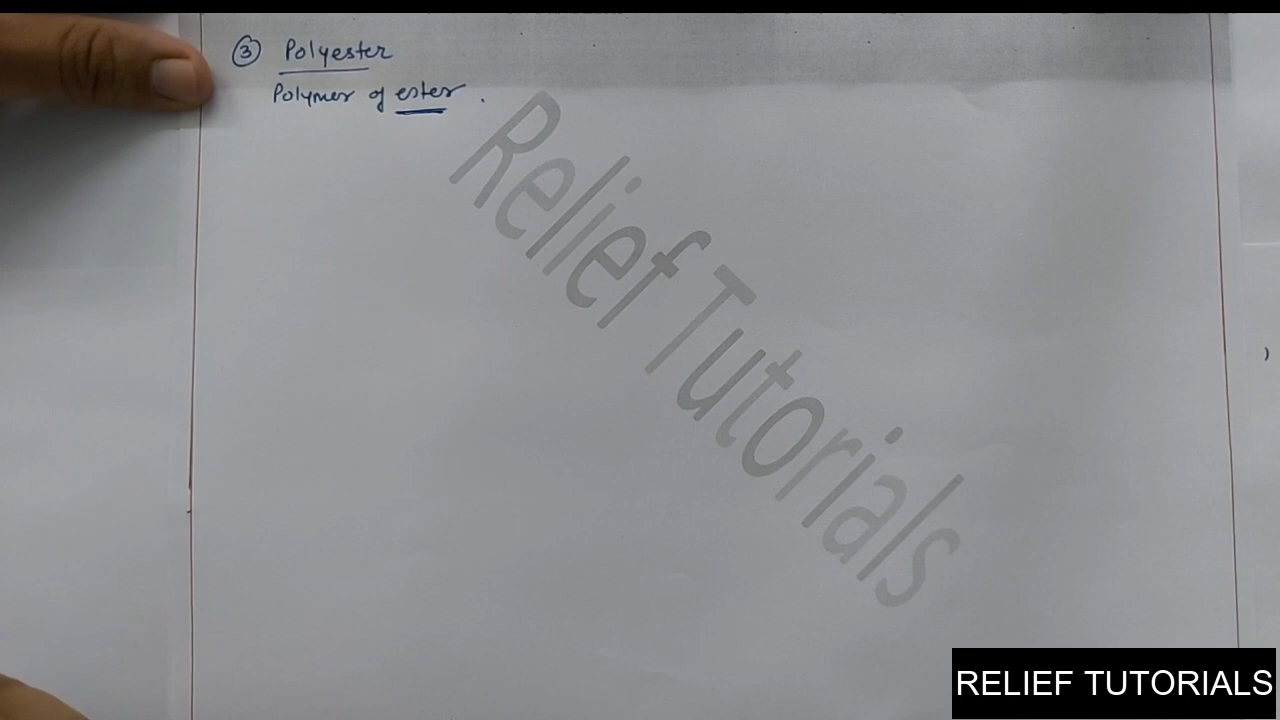 ③ Polyester
Polymer of ester.
Relief Tutorials
)
RELIEF TUTORIALS